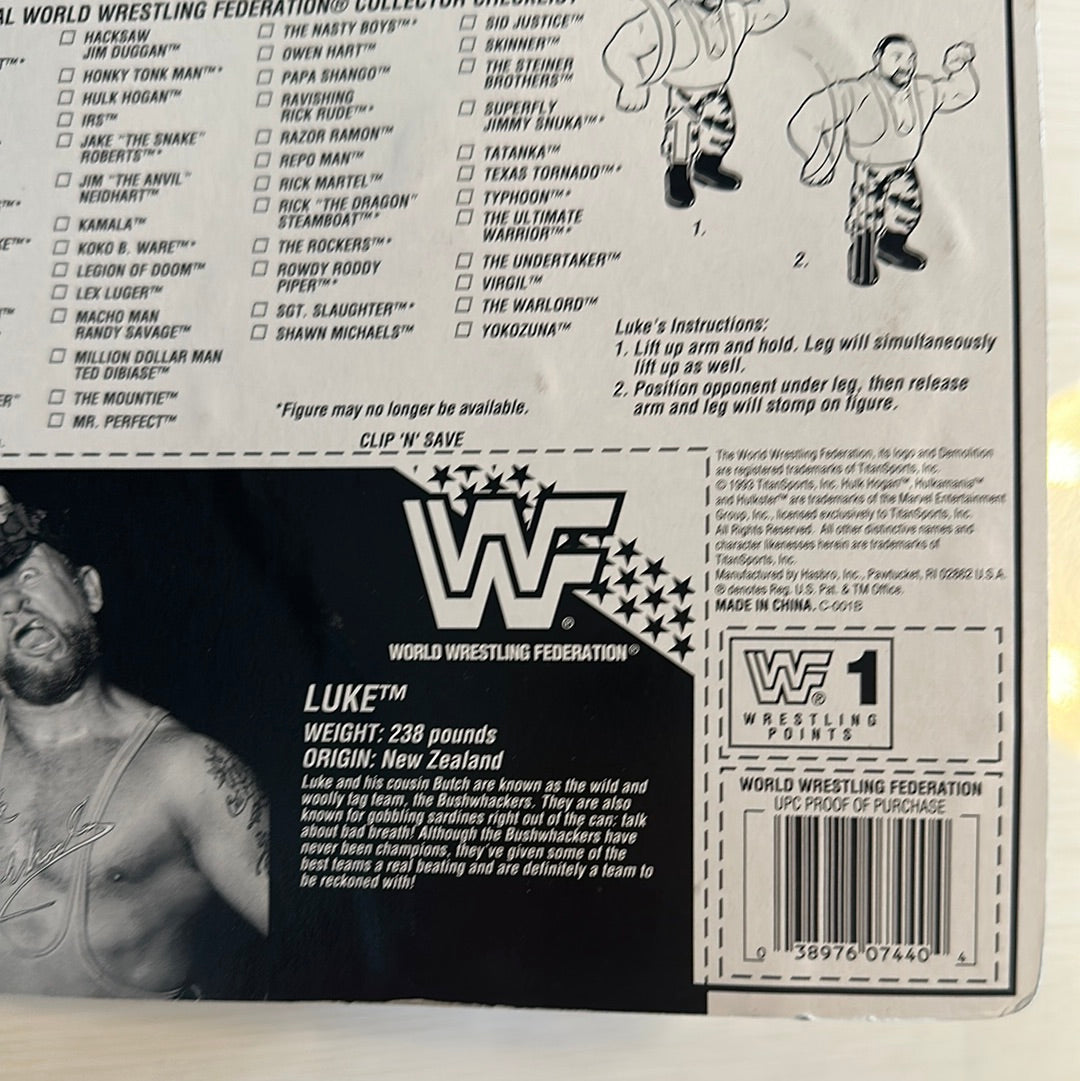 AL WORLD WRESTLING FEDERATION® COLLECTOR CHECKLIST
HACKSAW
JIM DUGGAN™
HONKY TONK MAN™*
HULK HOGAN™
IRS™
JAKE "THE SNAKE"
ROBERTS™*
JIM "THE ANVIL"
NEIDHART™
KAMALA™
KOKO B. WARE™*
LEGION OF DOOM™
LEX LUGER™
MACHO MAN
RANDY SAVAGE™
MILLION DOLLAR MAN
TED DIBIASE™
THE MOUNTIE™
MR. PERFECT™
THE NASTY BOYS™*
OWEN HART™
PAPA SHANGO™
RAVISHING
RICK RUDE™*
RAZOR RAMON™
REPO MAN™
RICK MARTEL™
RICK "THE DRAGON"
STEAMBOAT™*
THE ROCKERS™*
ROWDY RODDY
PIPER™*
SGT. SLAUGHTER™*
SHAWN MICHAELS™
SID JUSTICE™
SKINNER™
THE STEINER
BROTHERS™
SUPERFLY
JIMMY SNUKA™*
TATANKA™
TEXAS TORNADO™*
TYPHOON™*
THE ULTIMATE
WARRIOR™*
THE UNDERTAKER™
VIRGIL™
THE WARLORD™
YOKOZUNA™
*Figure may no longer be available.
CLIP 'N' SAVE
1.
2.
Luke's Instructions:
1. Lift up arm and hold. Leg will simultaneously
lift up as well.
2. Position opponent under leg, then release
arm and leg will stomp on figure.
The World Wrestling Federation, its logo and Demolition
are registered trademarks of TitanSports, Inc.
© 1993 TitanSports, Inc. Hulk Hogan™, Hulkamania™
and Hulkster™ are trademarks of the Marvel Entertainment
Group, Inc., licensed exclusively to TitanSports, Inc.
All Rights Reserved. All other distinctive names and
character likenesses herein are trademarks of
TitanSports, Inc.
Manufactured by Hasbro, Inc., Pawtucket, RI 02862 U.S.A.
® denotes Reg. U.S. Pat. & TM Office.
MADE IN CHINA. C-001B
WF®
WORLD WRESTLING FEDERATION®
LUKE™
WEIGHT: 238 pounds
ORIGIN: New Zealand
Luke and his cousin Butch are known as the wild and
woolly tag team, the Bushwhackers. They are also
known for gobbling sardines right out of the can: talk
about bad breath! Although the Bushwhackers have
never been champions, they've given some of the
best teams a real beating and are definitely a team to
be reckoned with!
WF® 1
WRESTLING
POINTS
WORLD WRESTLING FEDERATION
UPC PROOF OF PURCHASE
0 38976 07440 4